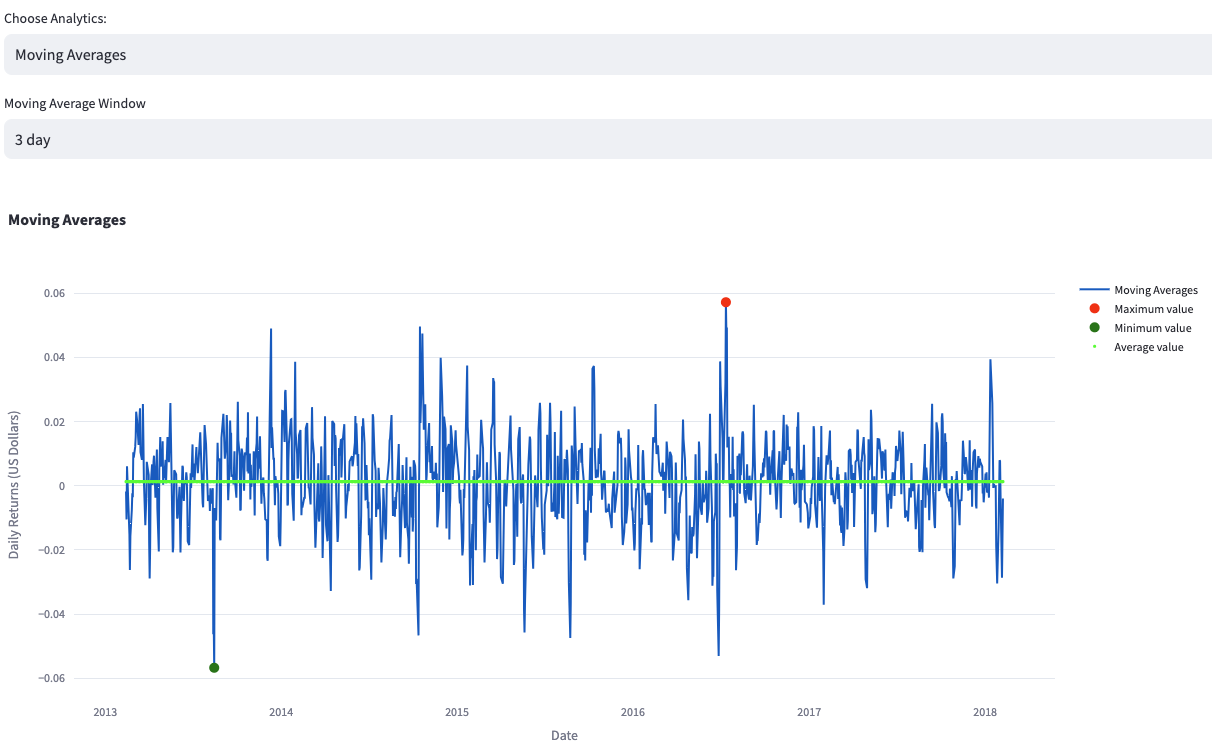 Choose Analytics:
Moving Averages
Moving Average Window
3 day
Moving Averages
Daily Returns (US Dollars)
0.06
0.04
0.02
0
−0.02
−0.04
−0.06
2013
2014
2015
2016
2017
2018
Date
Moving Averages
Maximum value
Minimum value
Average value